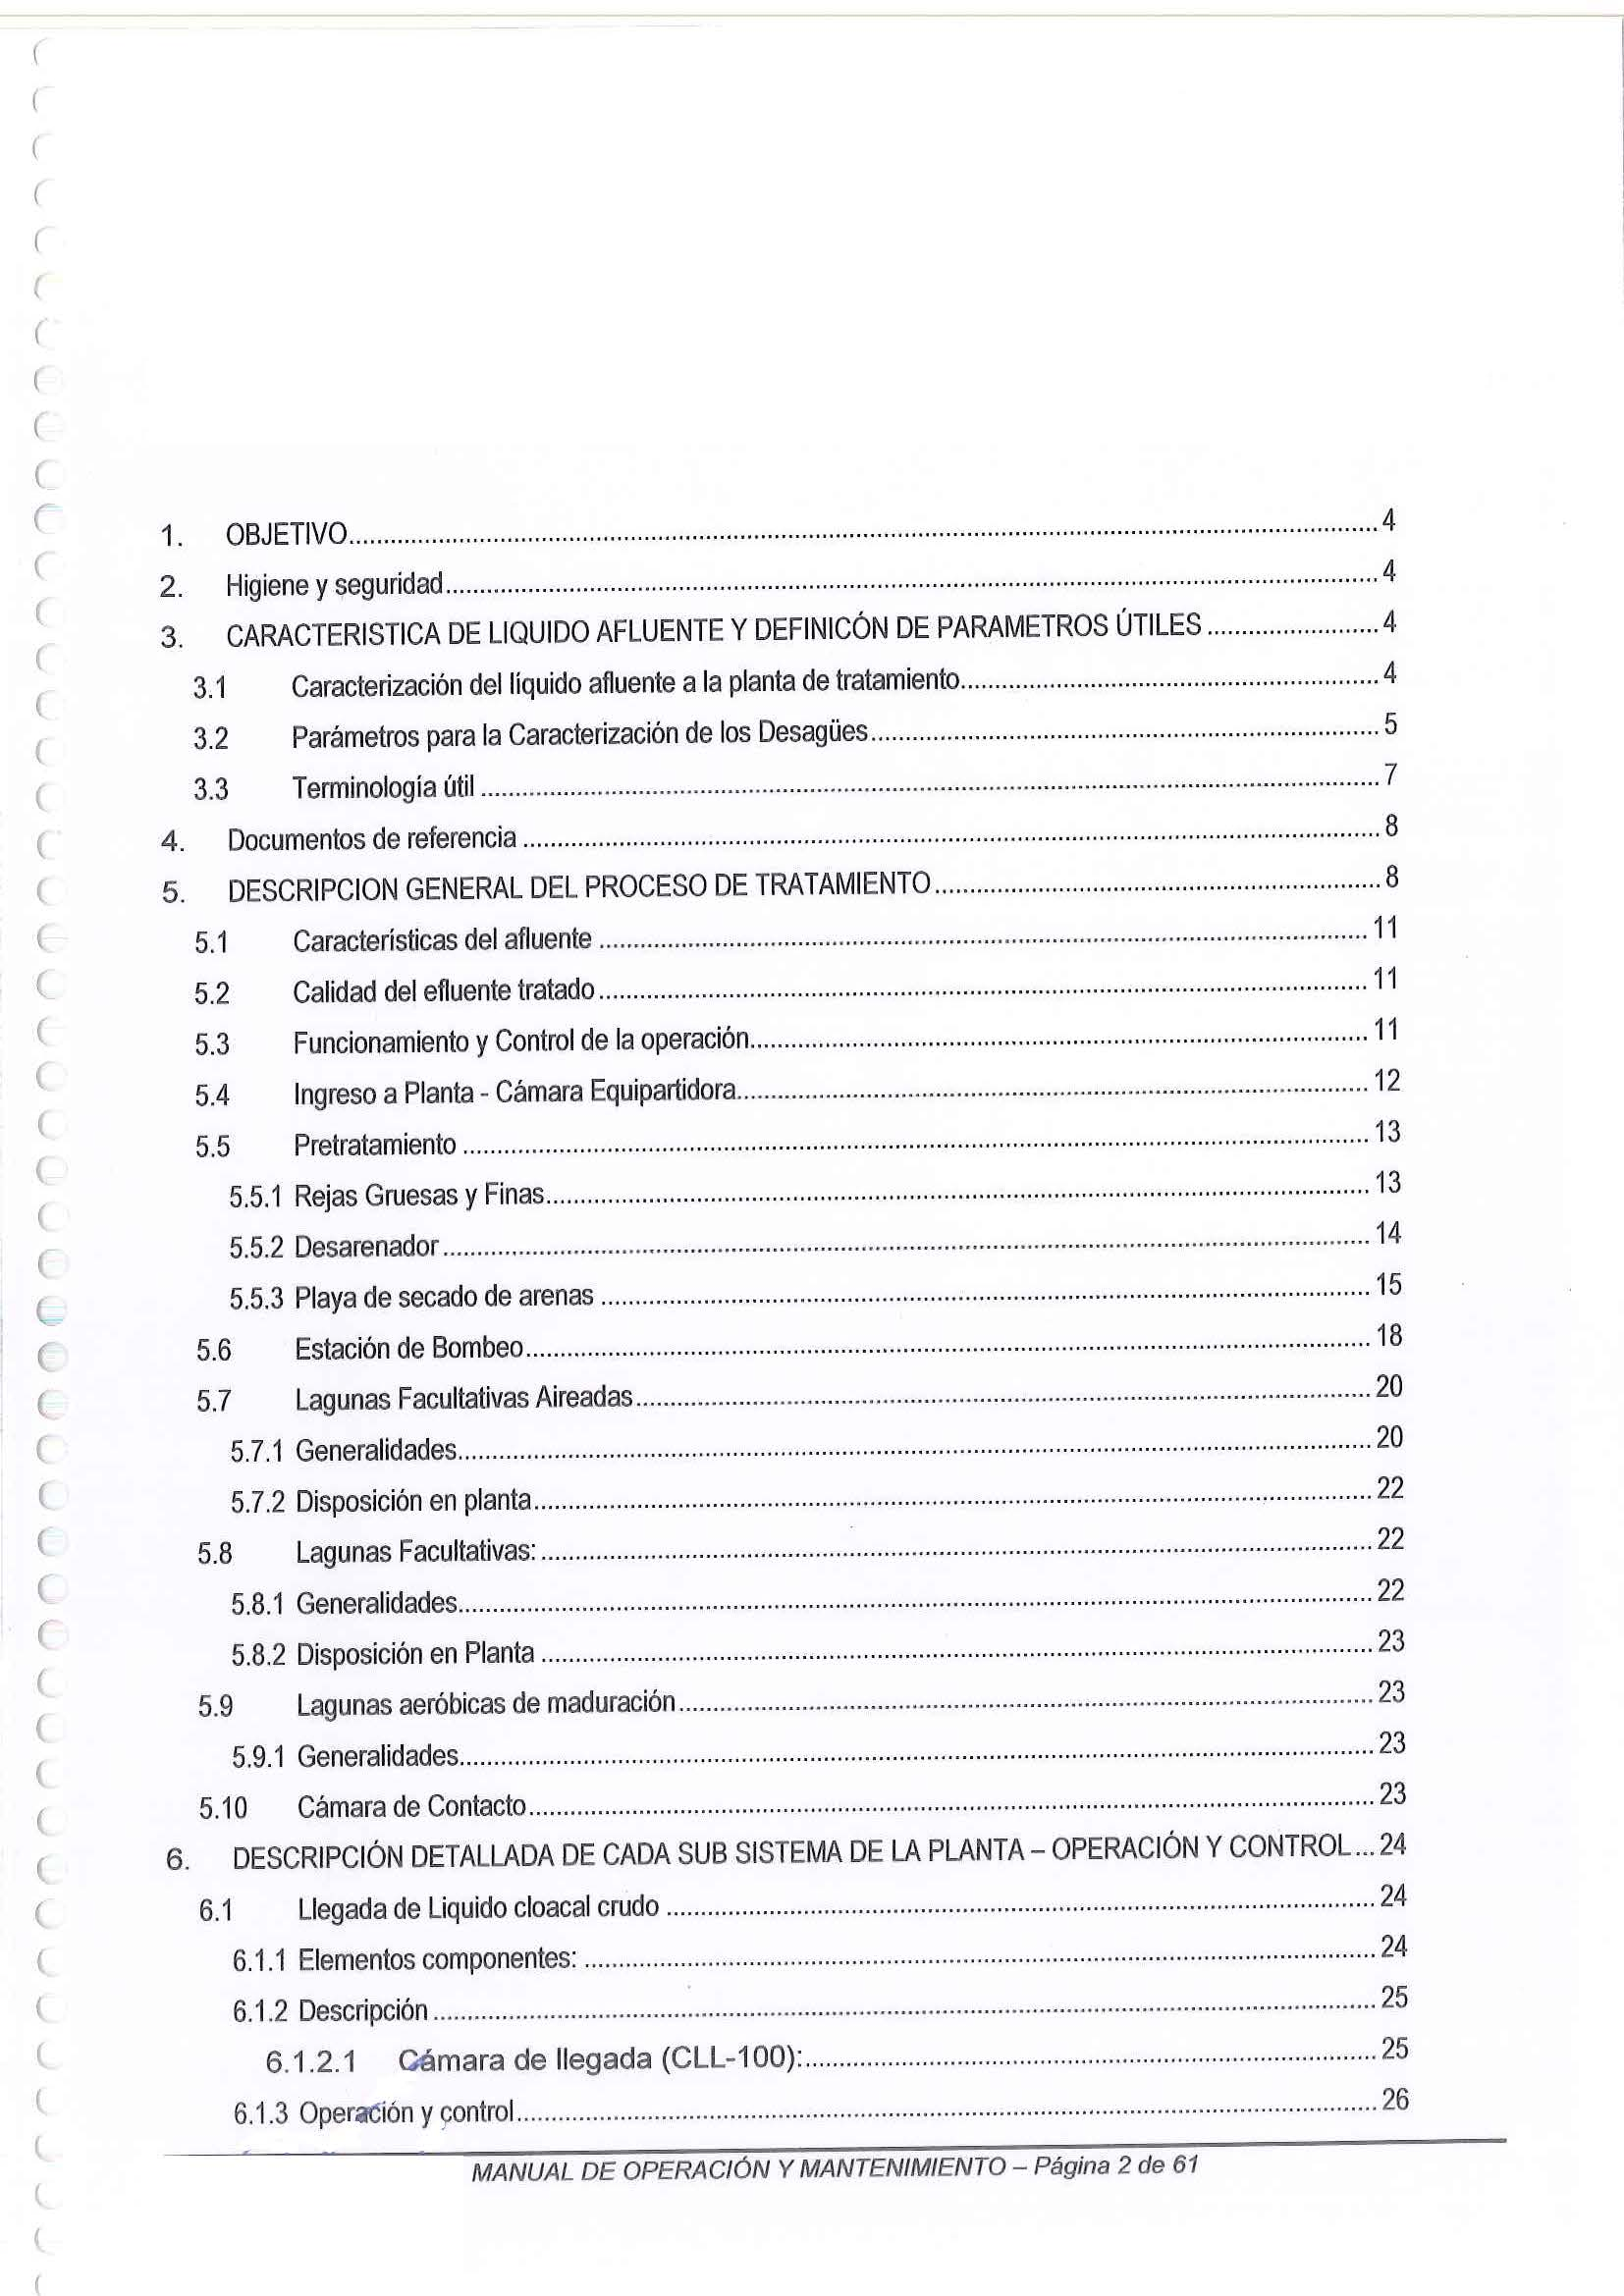 1. OBJETIVO 4
2. Higiene y seguridad 4
3. CARACTERISTICA DE LIQUIDO AFLUENTE Y DEFINICÓN DE PARAMETROS ÚTILES 4
3.1 Caracterización del líquido afluente a la planta de tratamiento 4
3.2 Parámetros para la Caracterización de los Desagües 5
3.3 Terminología útil 7
4. Documentos de referencia 8
5. DESCRIPCION GENERAL DEL PROCESO DE TRATAMIENTO 8
5.1 Características del afluente 11
5.2 Calidad del efluente tratado 11
5.3 Funcionamiento y Control de la operación 11
5.4 Ingreso a Planta - Cámara Equipartidora 12
5.5 Pretratamiento 13
5.5.1 Rejas Gruesas y Finas 13
5.5.2 Desarenador 14
5.5.3 Playa de secado de arenas 15
5.6 Estación de Bombeo 18
5.7 Lagunas Facultativas Aireadas 20
5.7.1 Generalidades 20
5.7.2 Disposición en planta 22
5.8 Lagunas Facultativas: 22
5.8.1 Generalidades 22
5.8.2 Disposición en Planta 23
5.9 Lagunas aeróbicas de maduración 23
5.9.1 Generalidades 23
5.10 Cámara de Contacto 23
6. DESCRIPCIÓN DETALLADA DE CADA SUB SISTEMA DE LA PLANTA – OPERACIÓN Y CONTROL 24
6.1 Llegada de Liquido cloacal crudo 24
6.1.1 Elementos componentes: 24
6.1.2 Descripción 25
6.1.2.1 Cámara de llegada (CLL-100): 25
6.1.3 Operación y control 26
MANUAL DE OPERACIÓN Y MANTENIMIENTO – Página 2 de 61